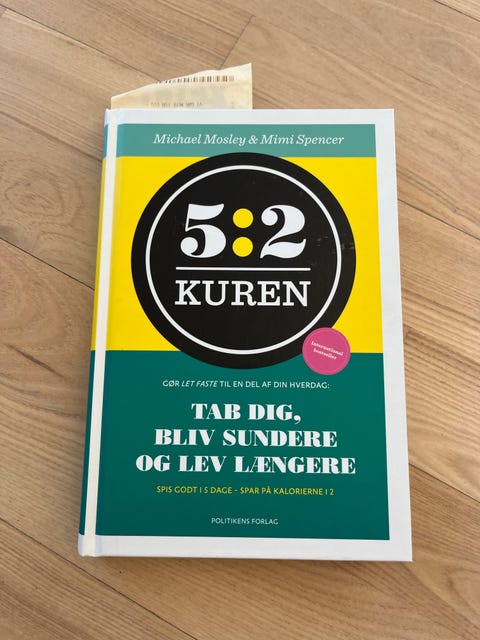 Michael Mosley & Mimi Spencer
5:2
KUREN
International
bestseller
GØR LET FASTE TIL EN DEL AF DIN HVERDAG:
TAB DIG,
BLIV SUNDERE
OG LEV LÆNGERE
SPIS GODT I 5 DAGE - SPAR PÅ KALORIERNE I 2
POLITIKENS FORLAG